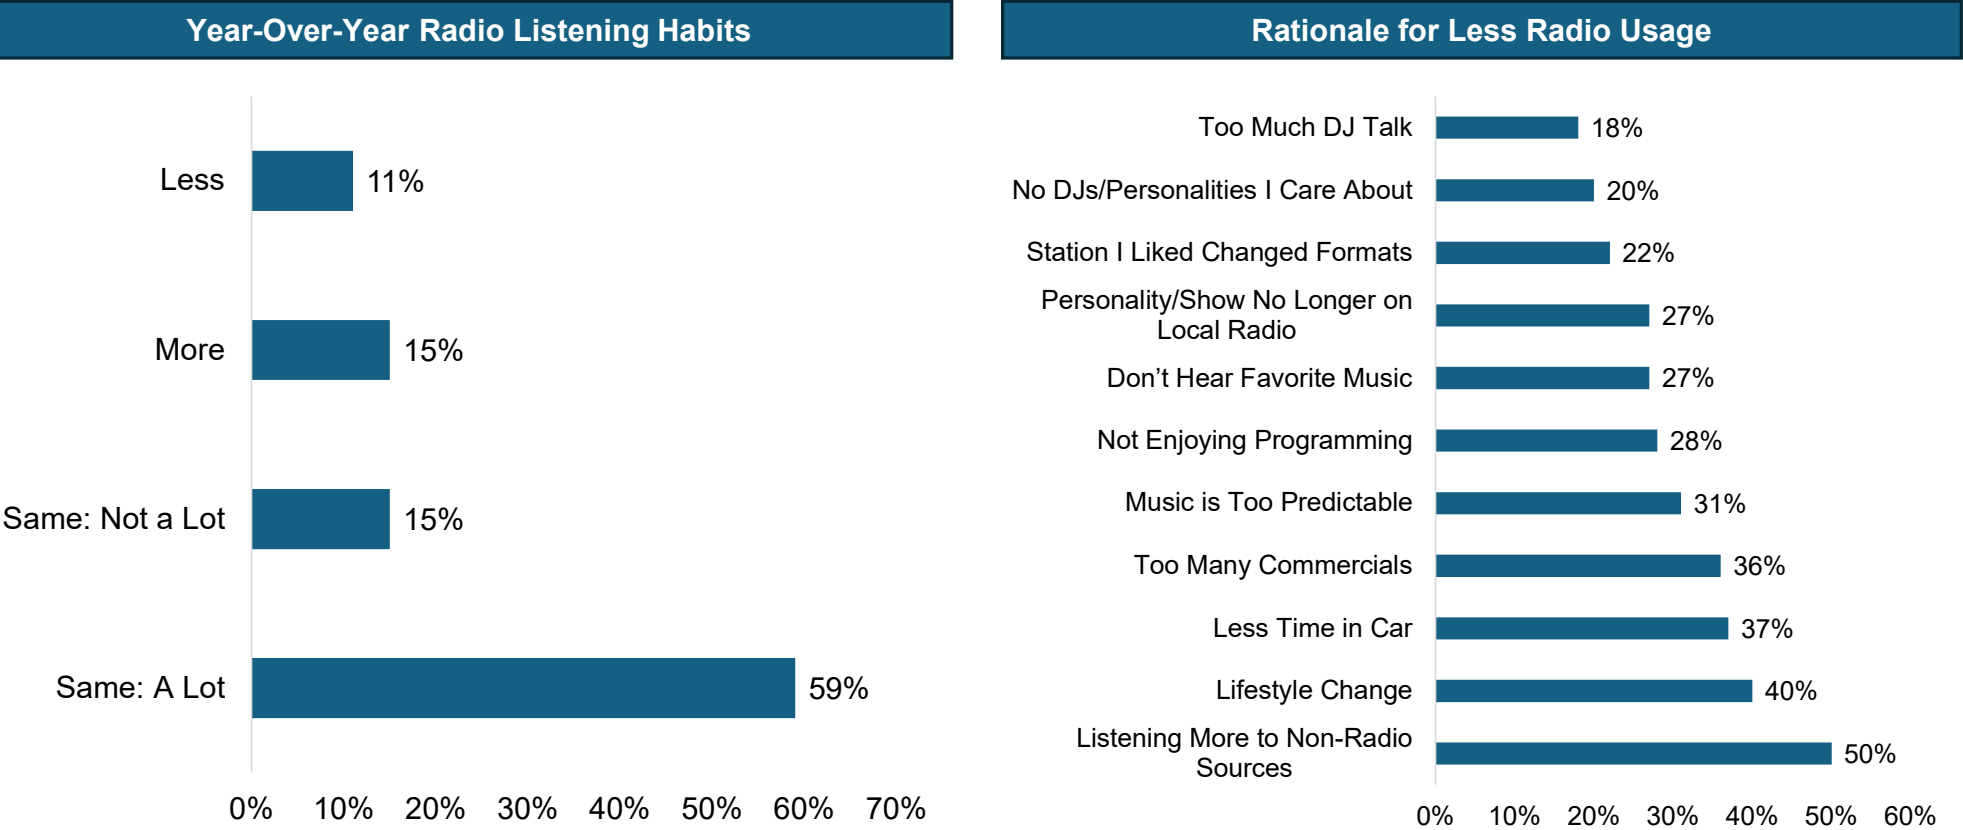 Year-Over-Year Radio Listening Habits
Less
11%
More
15%
Same: Not a Lot
15%
Same: A Lot
59%
0% 10% 20% 30% 40% 50% 60% 70%
Rationale for Less Radio Usage
Too Much DJ Talk
18%
No DJs/Personalities I Care About
20%
Station I Liked Changed Formats
22%
Personality/Show No Longer on
Local Radio
27%
Don’t Hear Favorite Music
27%
Not Enjoying Programming
28%
Music is Too Predictable
31%
Too Many Commercials
36%
Less Time in Car
37%
Lifestyle Change
40%
Listening More to Non-Radio
Sources
50%
0% 10% 20% 30% 40% 50% 60%